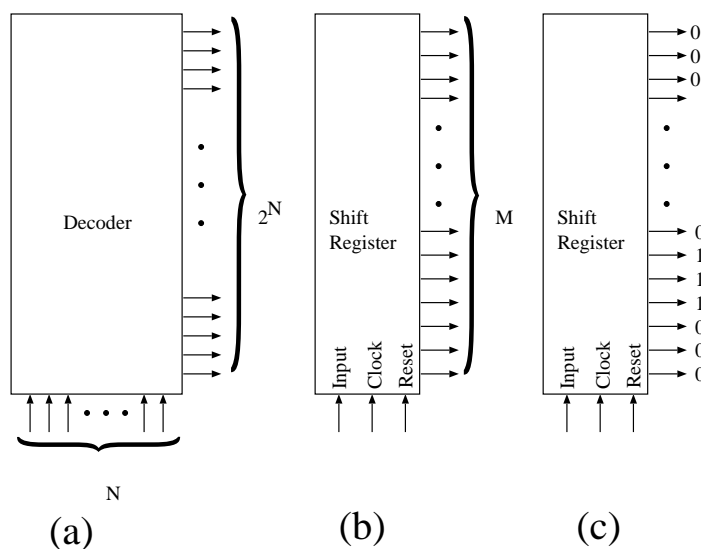 Decoder
2^N
N
(a)
Shift
Register
M
Input
Clock
Reset
(b)
Shift
Register
0
0
0
0
1
1
1
0
0
0
Input
Clock
Reset
(c)